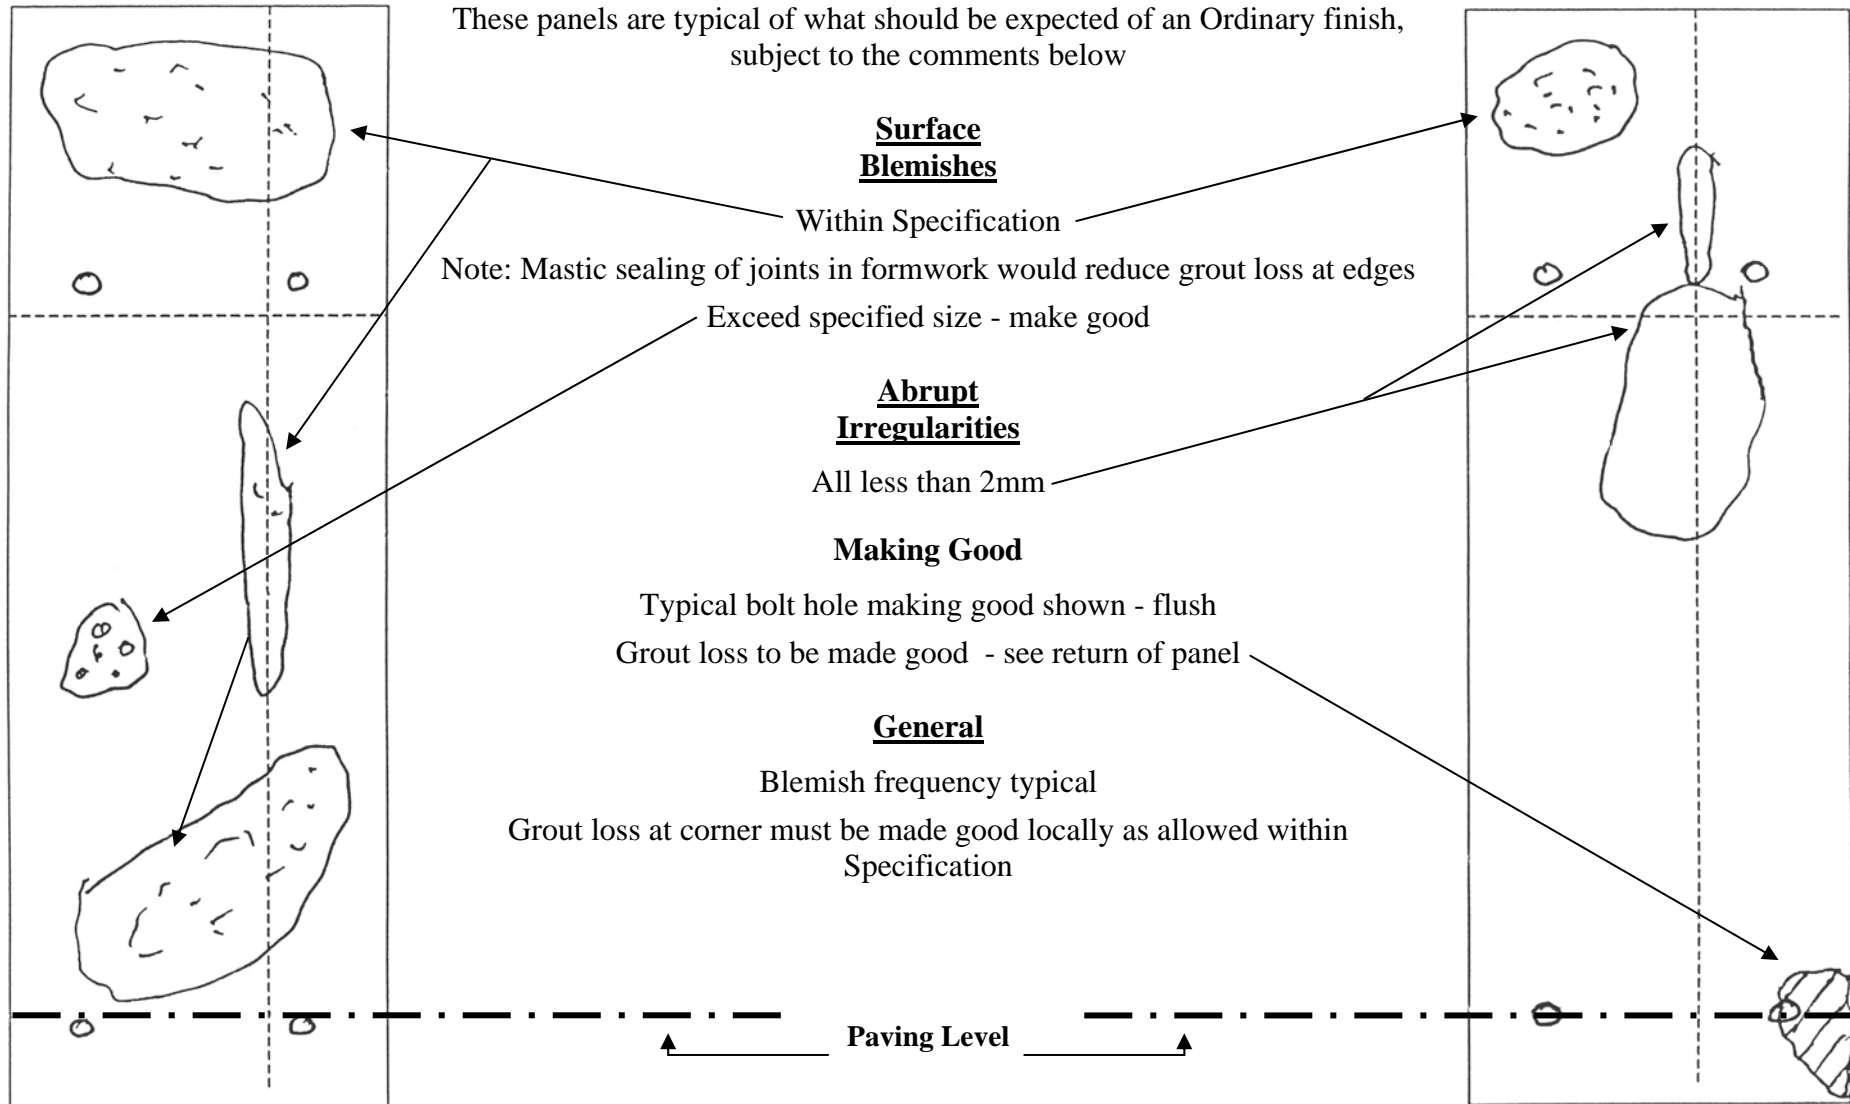 These panels are typical of what should be expected of an Ordinary finish,
subject to the comments below
Surface
Blemishes
Within Specification
Note: Mastic sealing of joints in formwork would reduce grout loss at edges
Exceed specified size - make good
Abrupt
Irregularities
All less than 2mm
Making Good
Typical bolt hole making good shown - flush
Grout loss to be made good - see return of panel
General
Blemish frequency typical
Grout loss at corner must be made good locally as allowed within
Specification
Paving Level